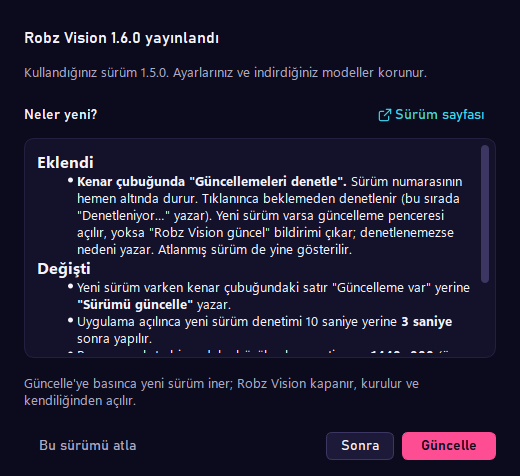 Robz Vision 1.6.0 yayınlandı
Kullandığınız sürüm 1.5.0. Ayarlarınız ve indirdiğiniz modeller korunur.
Neler yeni?
Sürüm sayfası
Eklendi
• Kenar çubuğunda "Güncellemeleri denetle". Sürüm numarasının
hemen altında durur. Tıklanınca beklemeden denetlenir (bu sırada
"Denetleniyor…" yazar). Yeni sürüm varsa güncelleme penceresi
açılır, yoksa "Robz Vision güncel" bildirimi çıkar; denetlenemezse
nedeni yazar. Atlanmış sürüm de yine gösterilir.
Değişti
• Yeni sürüm varken kenar çubuğundaki satır "Güncelleme var" yerine
"Sürümü güncelle" yazar.
• Uygulama açılınca yeni sürüm denetimi 10 saniye yerine 3 saniye
sonra yapılır.
Güncelle'ye basınca yeni sürüm iner; Robz Vision kapanır, kurulur ve
kendiliğinden açılır.
Bu sürümü atla
Sonra
Güncelle